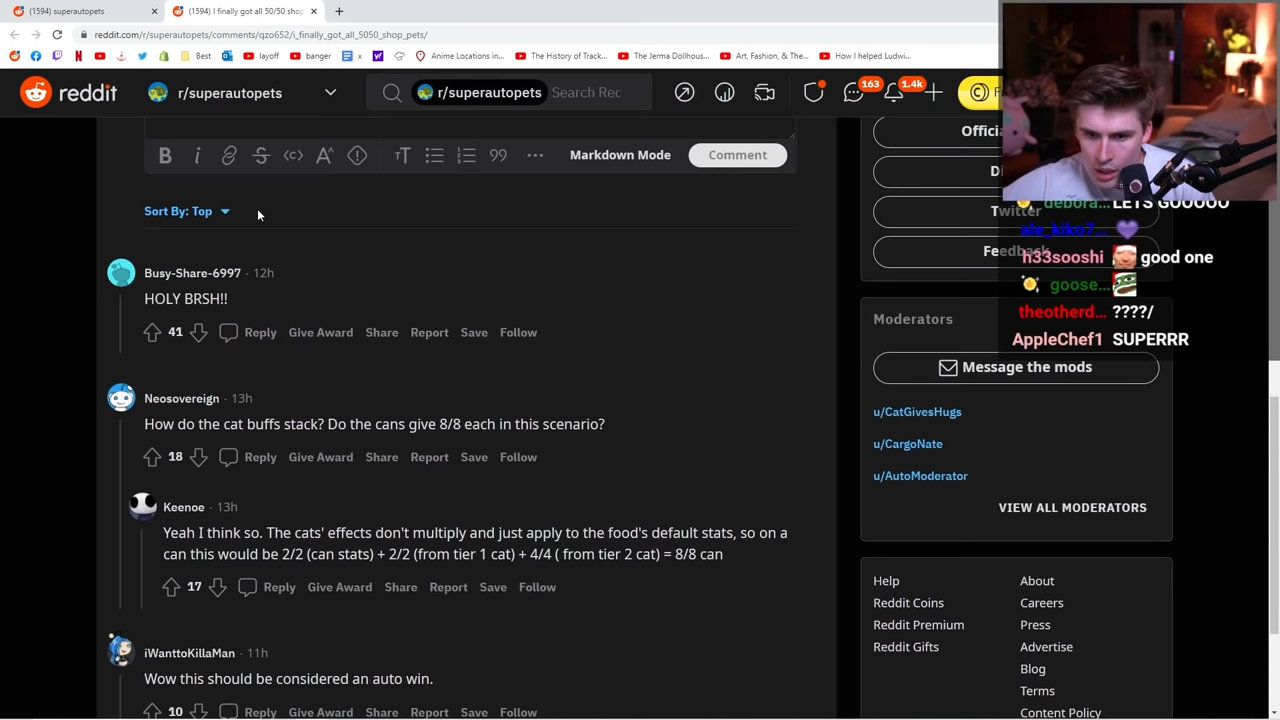 (1594) superautopets
(1594) I finally got all 50/50 shop
reddit.com/r/superautopets/comments/qzo652/i_finally_got_all_5050_shop_pets/
Best layoff banger x Anime Locations in... The History of Track... The Jerma Dollhous... Art, Fashion, & The... How I helped Ludwi...
reddit r/superautopets r/superautopets Search Rec 163 1.4k
Markdown Mode Comment
Sort By: Top
Busy-Share-6997 · 12h
HOLY BRSH!!
41 Reply Give Award Share Report Save Follow
Neosovereign · 13h
How do the cat buffs stack? Do the cans give 8/8 each in this scenario?
18 Reply Give Award Share Report Save Follow
Keenoe · 13h
Yeah I think so. The cats' effects don't multiply and just apply to the food's default stats, so on a
can this would be 2/2 (can stats) + 2/2 (from tier 1 cat) + 4/4 ( from tier 2 cat) = 8/8 can
17 Reply Give Award Share Report Save Follow
iWanttoKillaMan · 11h
Wow this should be considered an auto win.
10 Reply Give Award Share Report Save Follow
Twitter
Moderators
Message the mods
u/CatGivesHugs
u/CargoNate
u/AutoModerator
VIEW ALL MODERATORS
Help About
Reddit Coins Careers
Reddit Premium Press
Reddit Gifts Advertise
Blog
Terms
Content Policy
debora... LETS GOOOOO
ale_kiko7...
h33sooshi good one
goose...
theotherd... ????/
AppleChef1 SUPERRR